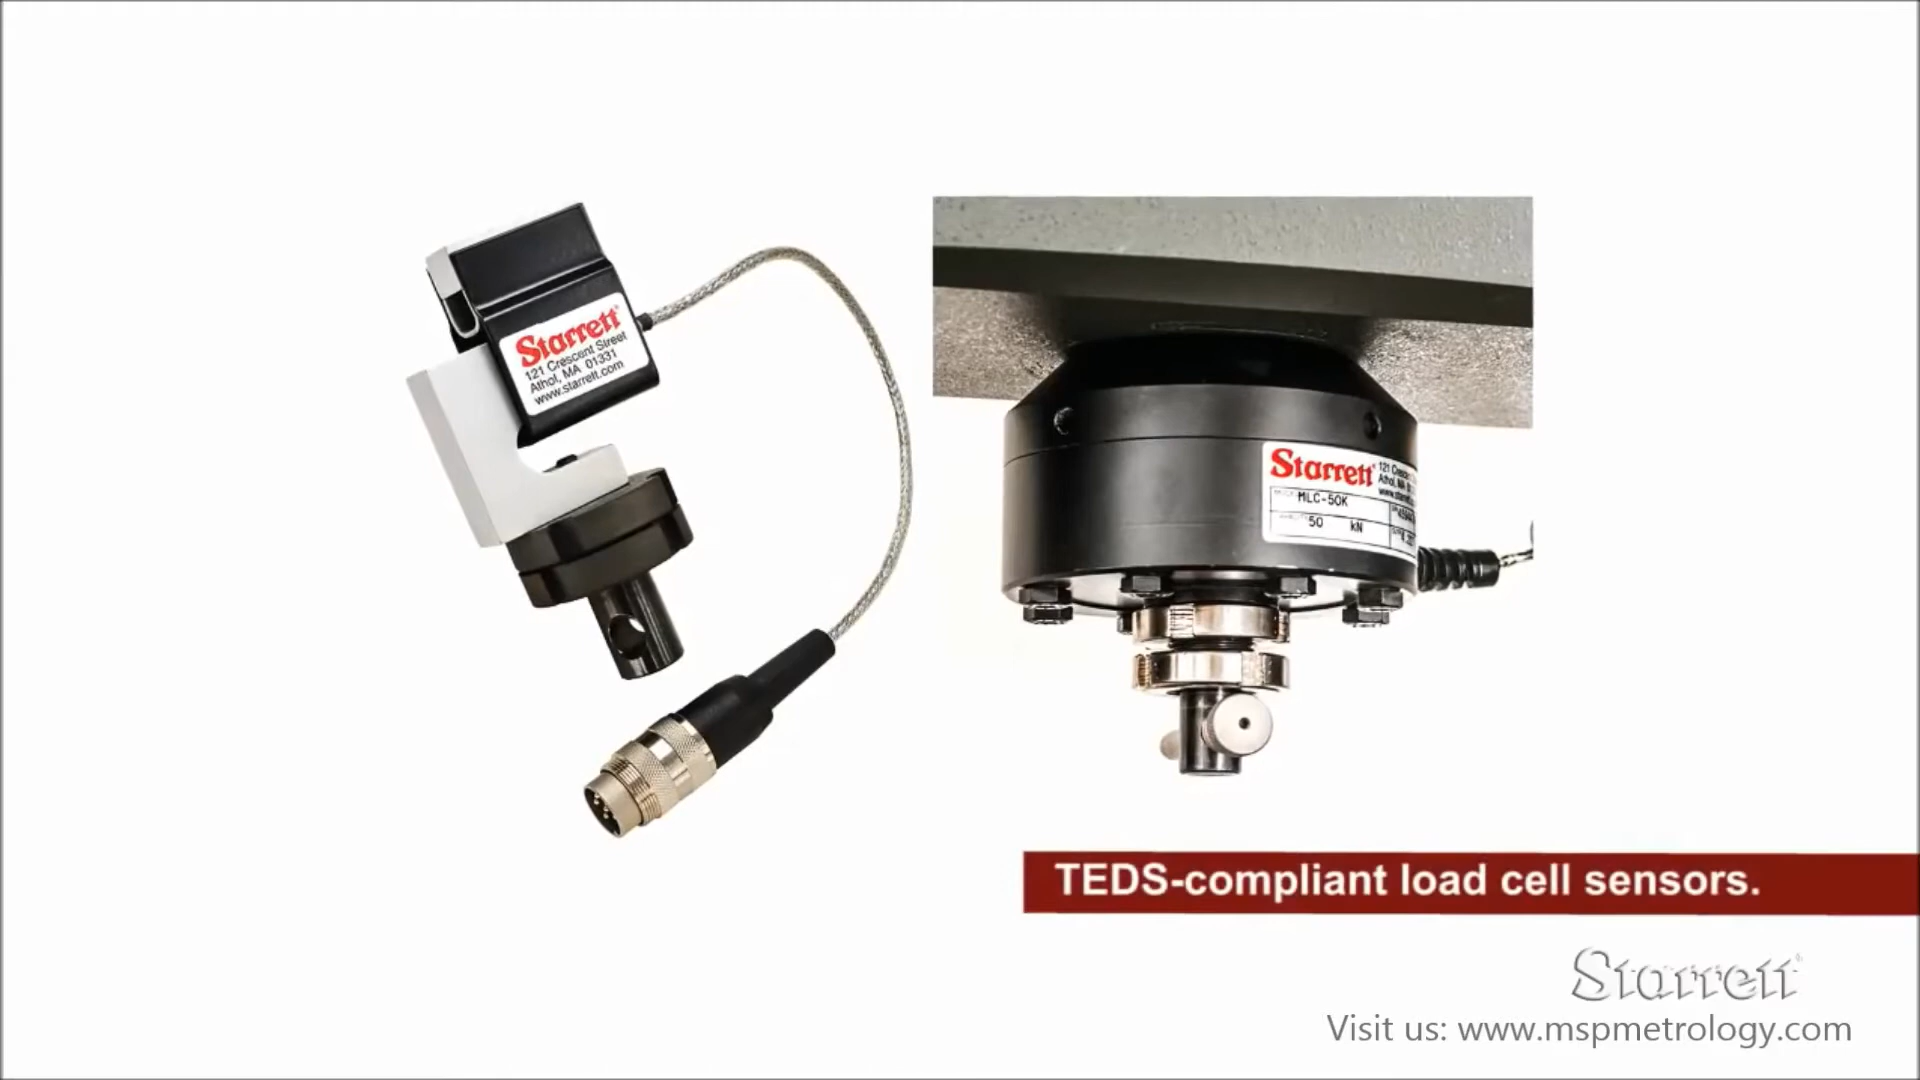 Starrett
121 Crescent Street
Athol, MA 01331
www.starrett.com
Starrett
MLC-50K
50 kN
TEDS-compliant load cell sensors.
Starrett
Visit us: www.mspmetrology.com